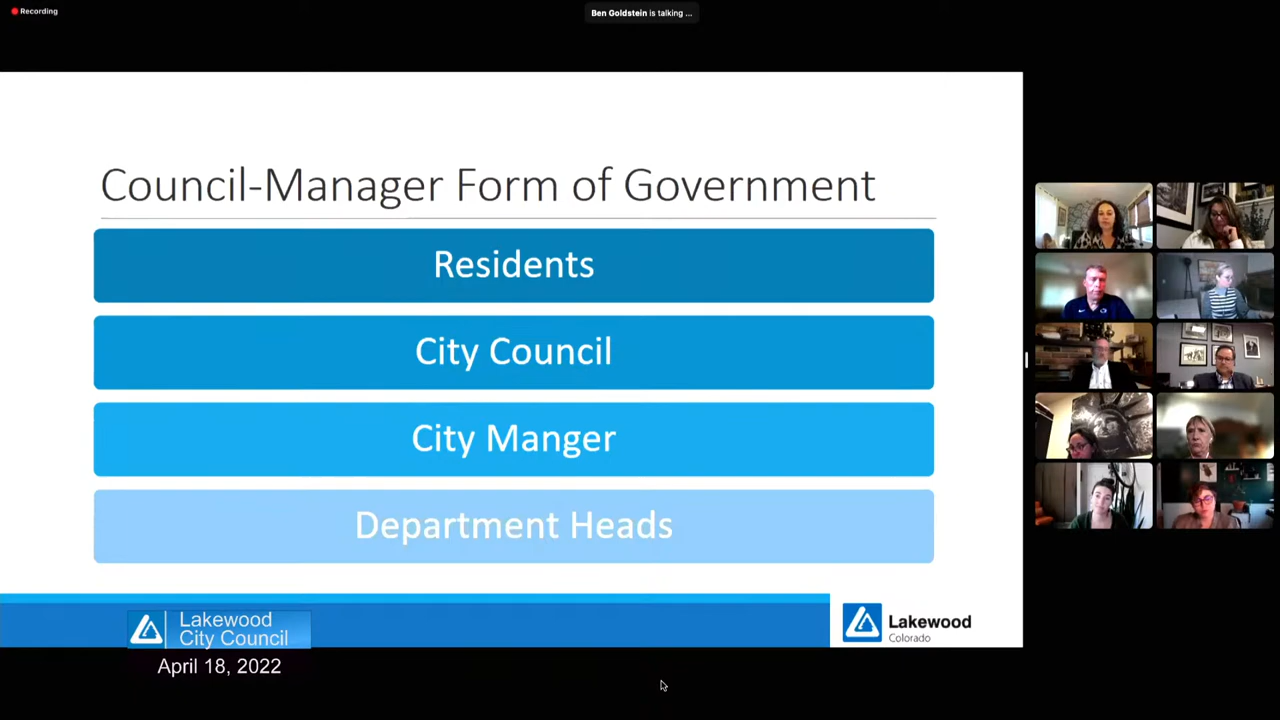 Recording
Ben Goldstein is talking ...
Council-Manager Form of Government
Residents
City Council
City Manger
Department Heads
Lakewood
City Council
April 18, 2022
Lakewood
Colorado